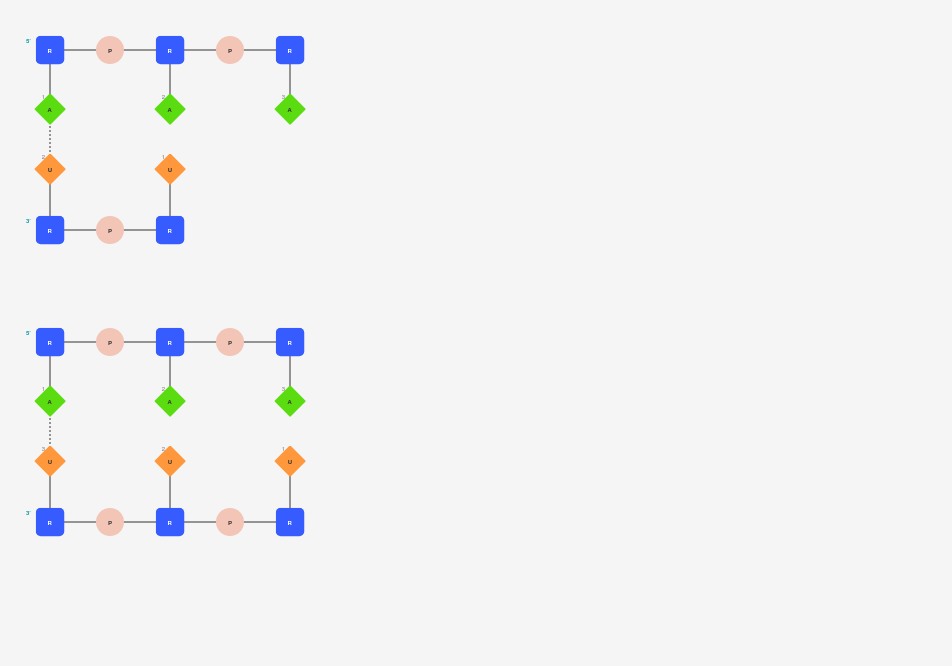 5' R P R P R
1 2 3
A A A
2 1
U U
3' R P R
5' R P R P R
1 2 3
A A A
3 2 1
U U U
3' R P R P R